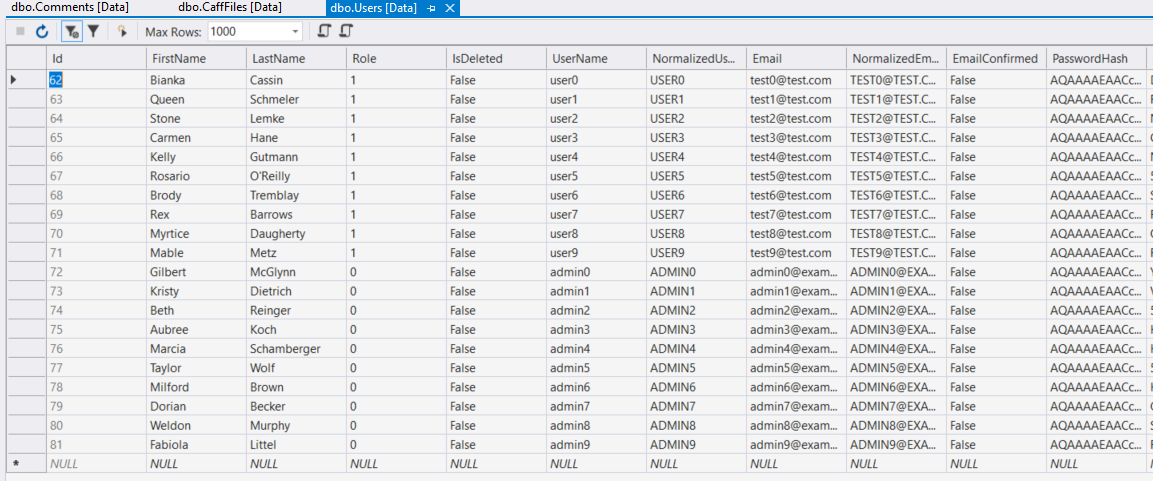 dbo.Comments [Data] dbo.CaffFiles [Data] dbo.Users [Data]
Max Rows: 1000
Id FirstName LastName Role IsDeleted UserName NormalizedUs... Email NormalizedEm... EmailConfirmed PasswordHash
62 Bianka Cassin 1 False user0 USER0 test0@test.com TEST0@TEST.C... False AQAAAAEAACc...
63 Queen Schmeler 1 False user1 USER1 test1@test.com TEST1@TEST.C... False AQAAAAEAACc...
64 Stone Lemke 1 False user2 USER2 test2@test.com TEST2@TEST.C... False AQAAAAEAACc...
65 Carmen Hane 1 False user3 USER3 test3@test.com TEST3@TEST.C... False AQAAAAEAACc...
66 Kelly Gutmann 1 False user4 USER4 test4@test.com TEST4@TEST.C... False AQAAAAEAACc...
67 Rosario O'Reilly 1 False user5 USER5 test5@test.com TEST5@TEST.C... False AQAAAAEAACc...
68 Brody Tremblay 1 False user6 USER6 test6@test.com TEST6@TEST.C... False AQAAAAEAACc...
69 Rex Barrows 1 False user7 USER7 test7@test.com TEST7@TEST.C... False AQAAAAEAACc...
70 Myrtice Daugherty 1 False user8 USER8 test8@test.com TEST8@TEST.C... False AQAAAAEAACc...
71 Mable Metz 1 False user9 USER9 test9@test.com TEST9@TEST.C... False AQAAAAEAACc...
72 Gilbert McGlynn 0 False admin0 ADMIN0 admin0@exam... ADMIN0@EXA... False AQAAAAEAACc...
73 Kristy Dietrich 0 False admin1 ADMIN1 admin1@exam... ADMIN1@EXA... False AQAAAAEAACc...
74 Beth Reinger 0 False admin2 ADMIN2 admin2@exam... ADMIN2@EXA... False AQAAAAEAACc...
75 Aubree Koch 0 False admin3 ADMIN3 admin3@exam... ADMIN3@EXA... False AQAAAAEAACc...
76 Marcia Schamberger 0 False admin4 ADMIN4 admin4@exam... ADMIN4@EXA... False AQAAAAEAACc...
77 Taylor Wolf 0 False admin5 ADMIN5 admin5@exam... ADMIN5@EXA... False AQAAAAEAACc...
78 Milford Brown 0 False admin6 ADMIN6 admin6@exam... ADMIN6@EXA... False AQAAAAEAACc...
79 Dorian Becker 0 False admin7 ADMIN7 admin7@exam... ADMIN7@EXA... False AQAAAAEAACc...
80 Weldon Murphy 0 False admin8 ADMIN8 admin8@exam... ADMIN8@EXA... False AQAAAAEAACc...
81 Fabiola Littel 0 False admin9 ADMIN9 admin9@exam... ADMIN9@EXA... False AQAAAAEAACc...
NULL NULL NULL NULL NULL NULL NULL NULL NULL NULL NULL